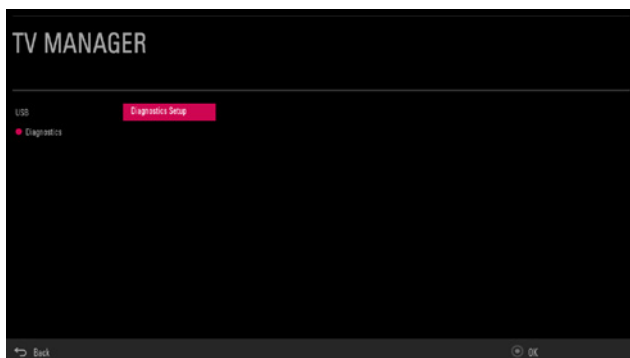 TV MANAGER
USB
Diagnostics Setup
Diagnostics
Back
OK